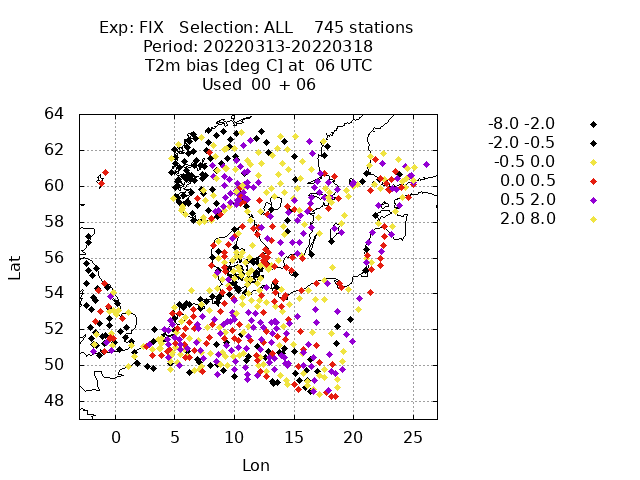 Exp: FIX   Selection: ALL    745 stations
Period: 20220313-20220318
T2m bias [deg C] at  06 UTC
Used  00  + 06
64
62
60
58
56
54
52
50
48
Lat
0 5 10 15 20 25
Lon
-8.0 -2.0
-2.0 -0.5
-0.5 0.0
0.0 0.5
0.5 2.0
2.0 8.0